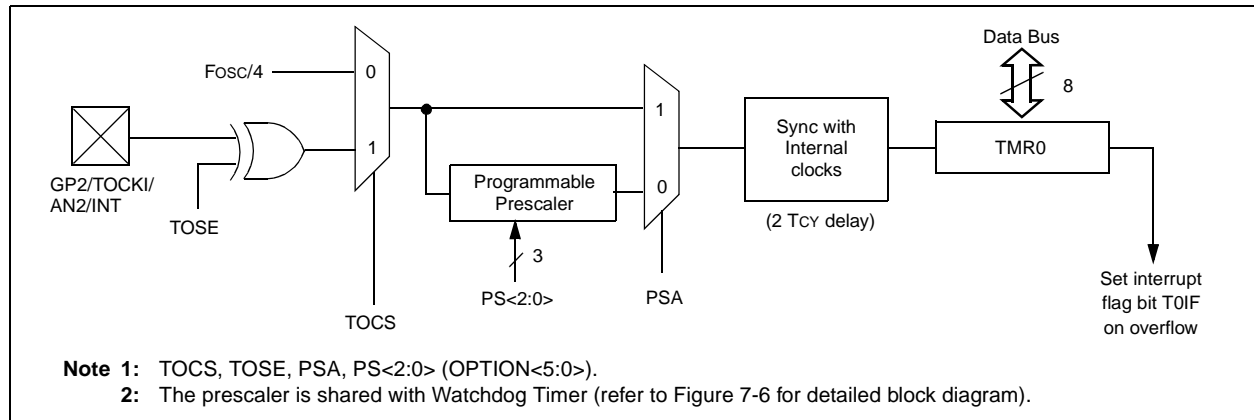 Data Bus
8
FOSC/4
0
1
1
0
GP2/TOCKI/
AN2/INT
TOSE
Programmable
Prescaler
3
PS<2:0>
TOCS
PSA
Sync with
Internal
clocks
(2 TCY delay)
TMR0
Set interrupt
flag bit T0IF
on overflow
Note 1: TOCS, TOSE, PSA, PS<2:0> (OPTION<5:0>).
2: The prescaler is shared with Watchdog Timer (refer to Figure 7-6 for detailed block diagram).